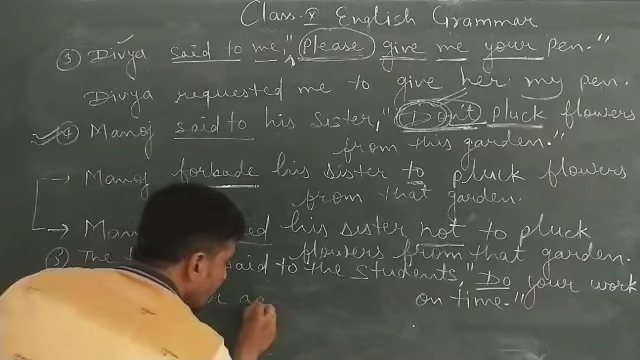 Class-X English Grammar
③ Divya said to me, "Please give me your pen."
Divya requested me to give her my pen.
④ Manoj said to his sister, "Don't pluck flowers
from this garden."
→ Manoj forbade his sister to pluck flowers
from that garden.
→ his sister not to pluck
flowers from that garden.
⑤ The said to the students, "Do your work
on time."